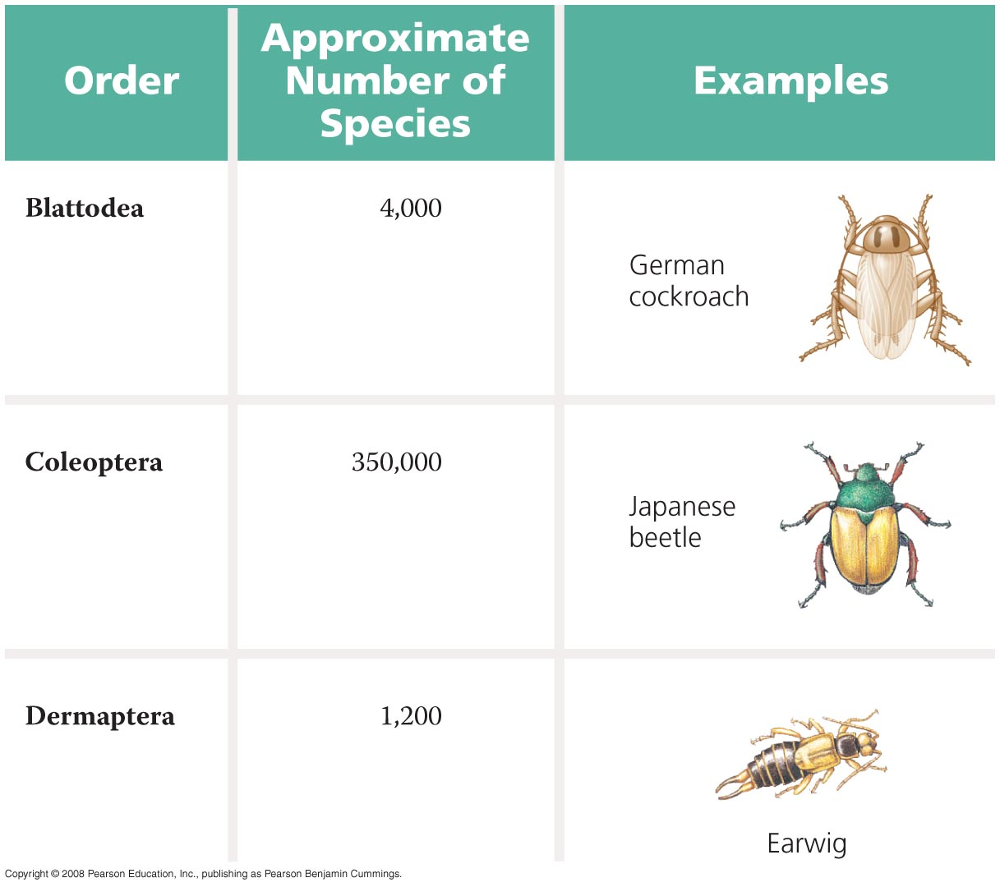 Order
Approximate
Number of
Species
Examples
Blattodea
4,000
German
cockroach
Coleoptera
350,000
Japanese
beetle
Dermaptera
1,200
Earwig
Copyright © 2008 Pearson Education, Inc., publishing as Pearson Benjamin Cummings.